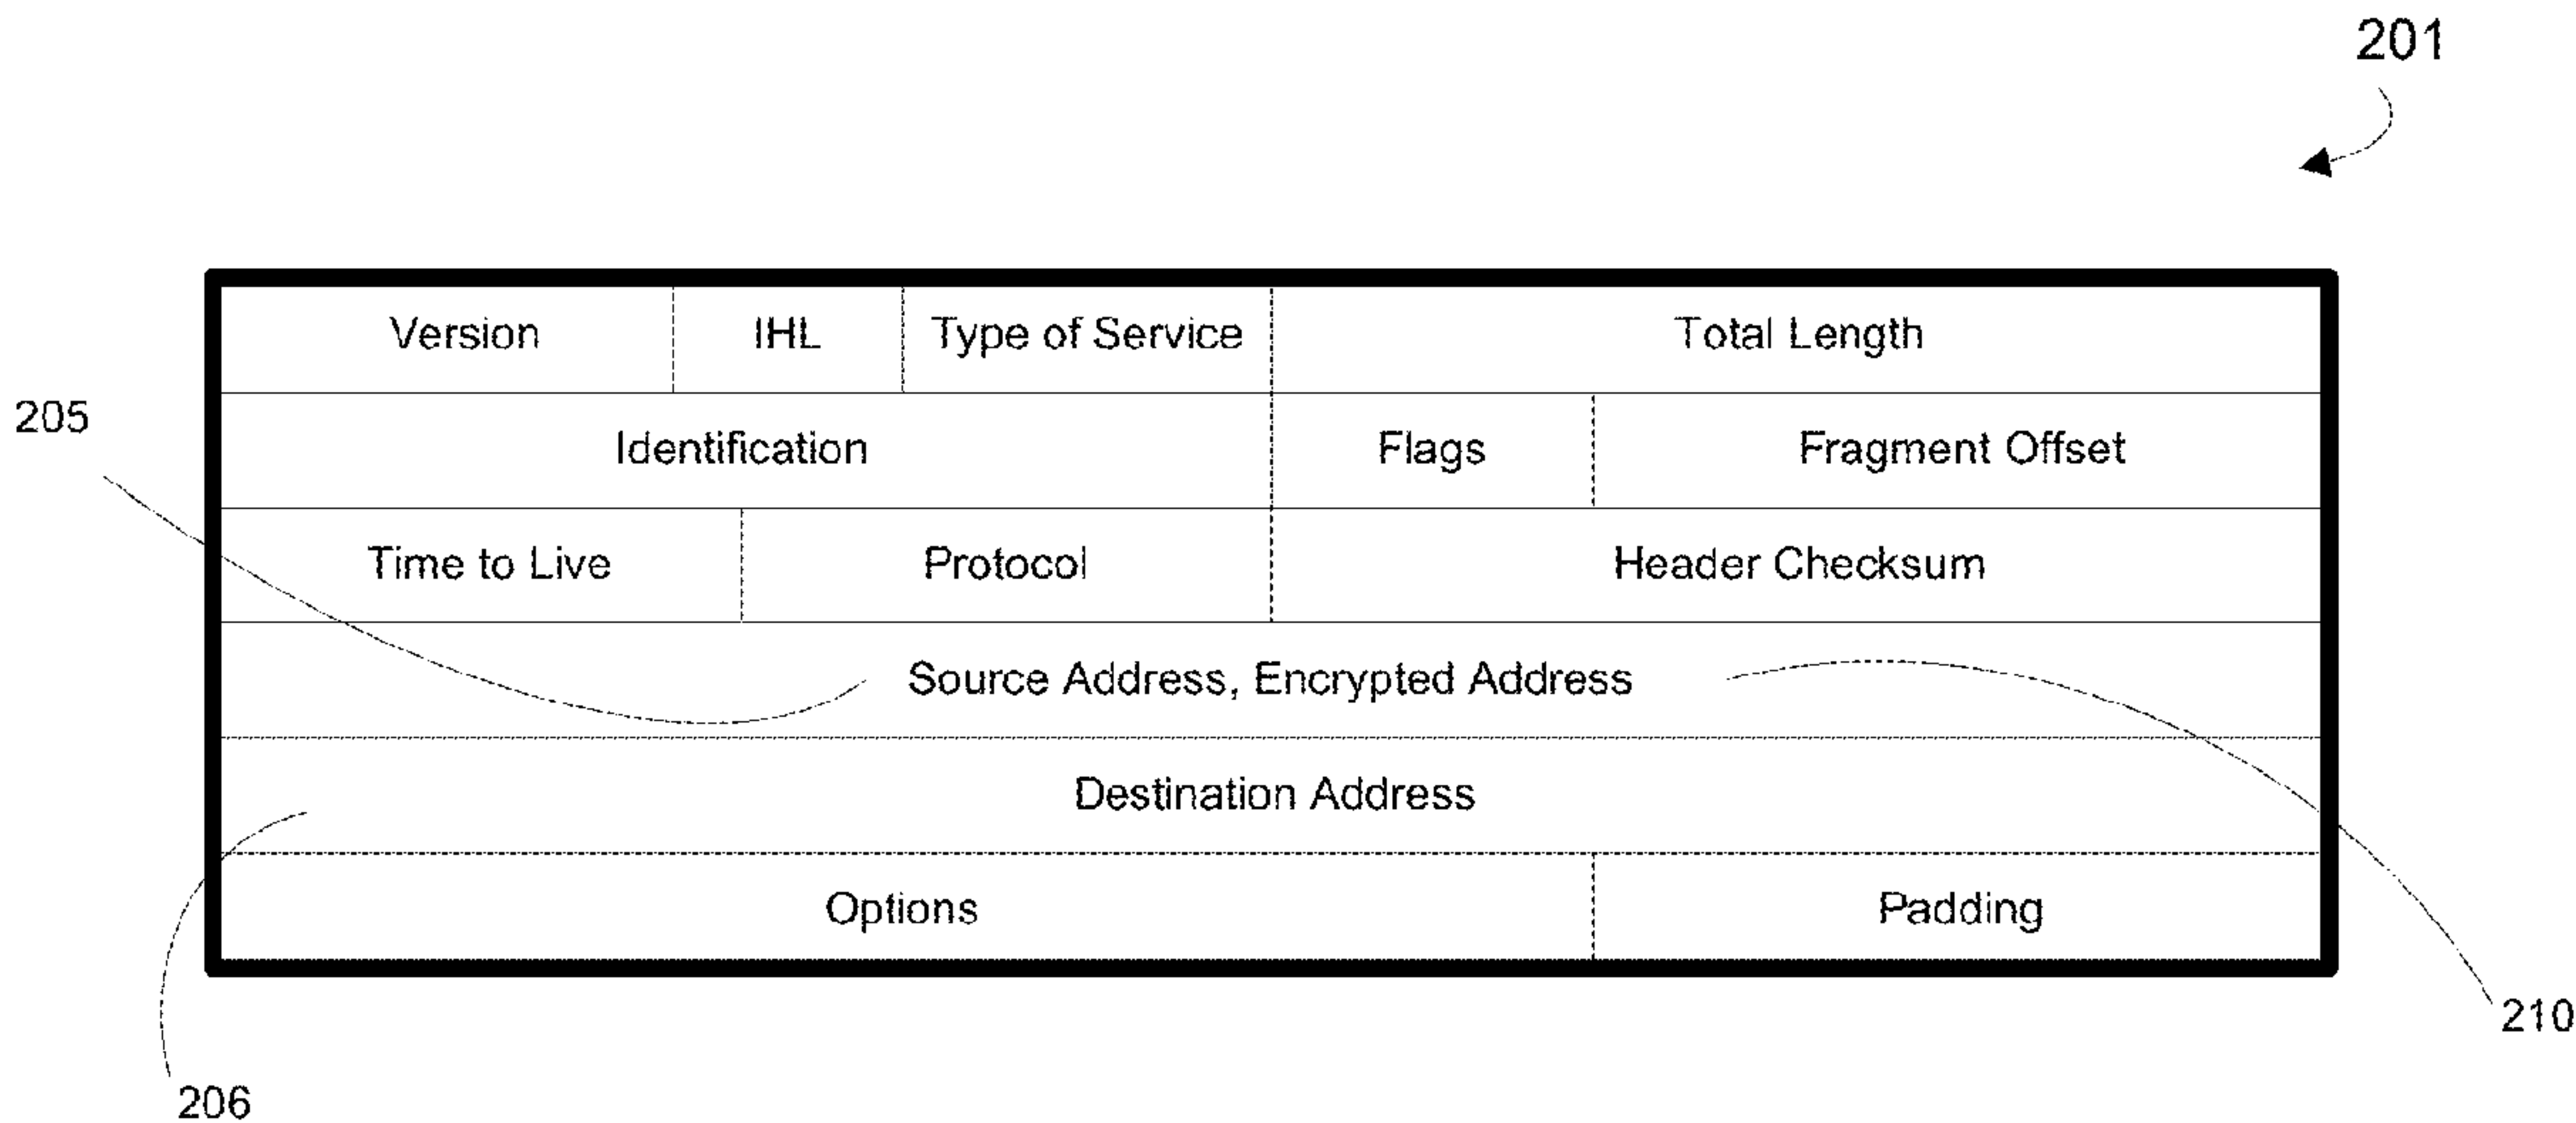 201
Version IHL Type of Service Total Length
205
Identification Flags Fragment Offset
Time to Live Protocol Header Checksum
Source Address, Encrypted Address
Destination Address
Options Padding
210
206